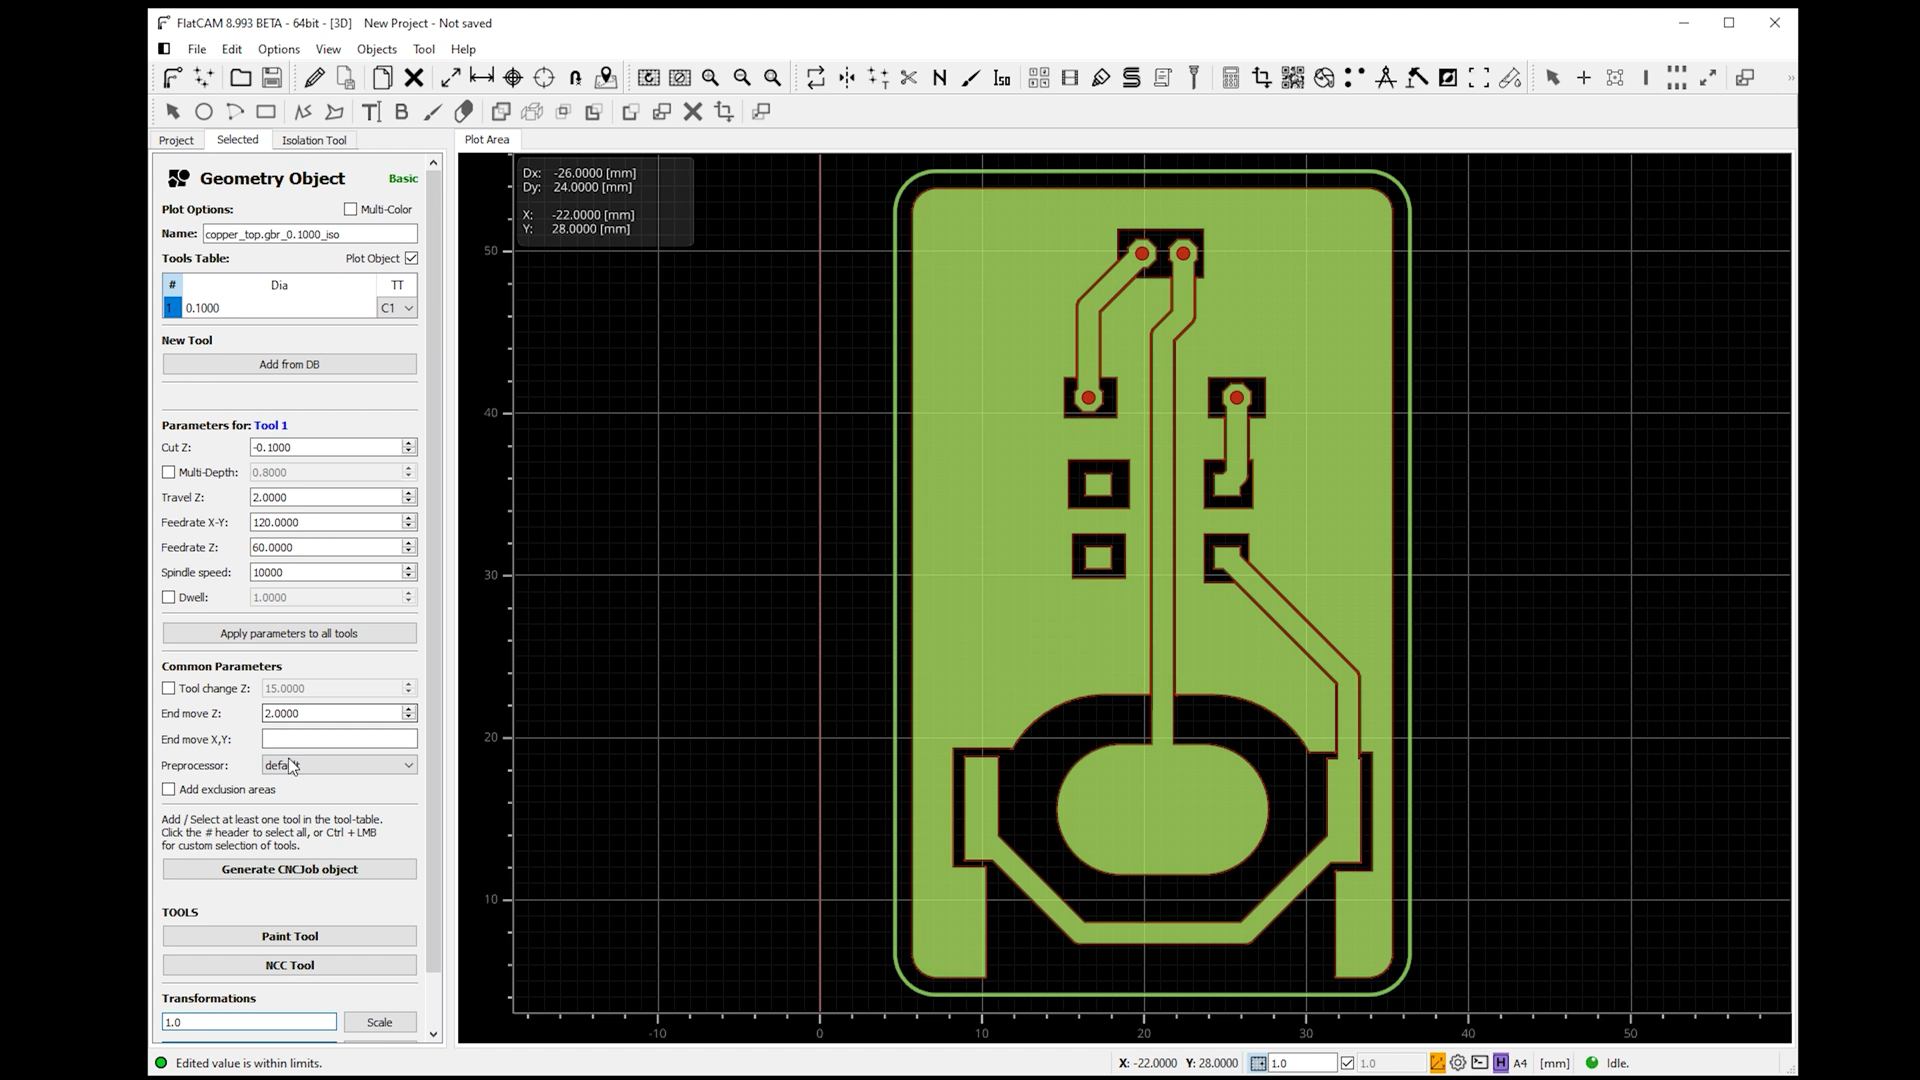 FlatCAM 8.993 BETA - 64bit - [3D] New Project - Not saved
File Edit Options View Objects Tool Help
Iso
T B
Project Selected Isolation Tool Plot Area
Geometry Object Basic
Plot Options: Multi-Color
Name: copper_top.gbr_0.1000_iso
Tools Table: Plot Object
# Dia TT
1 0.1000 C1
New Tool
Add from DB
Parameters for: Tool 1
Cut Z: -0.1000
Multi-Depth: 0.8000
Travel Z: 2.0000
Feedrate X-Y: 120.0000
Feedrate Z: 60.0000
Spindle speed: 10000
Dwell: 1.0000
Apply parameters to all tools
Common Parameters
Tool change Z: 15.0000
End move Z: 2.0000
End move X,Y:
Preprocessor: default
Add exclusion areas
Add / Select at least one tool in the tool-table.
Click the # header to select all, or Ctrl + LMB
for custom selection of tools.
Generate CNCJob object
TOOLS
Paint Tool
NCC Tool
Transformations
1.0 Scale
Dx: -26.0000 [mm]
Dy: 24.0000 [mm]
X: -22.0000 [mm]
Y: 28.0000 [mm]
50
40
30
20
10
-10 0 10 20 30 40 50
Edited value is within limits. X: -22.0000 Y: 28.0000 1.0 1.0 H A4 [mm] Idle.